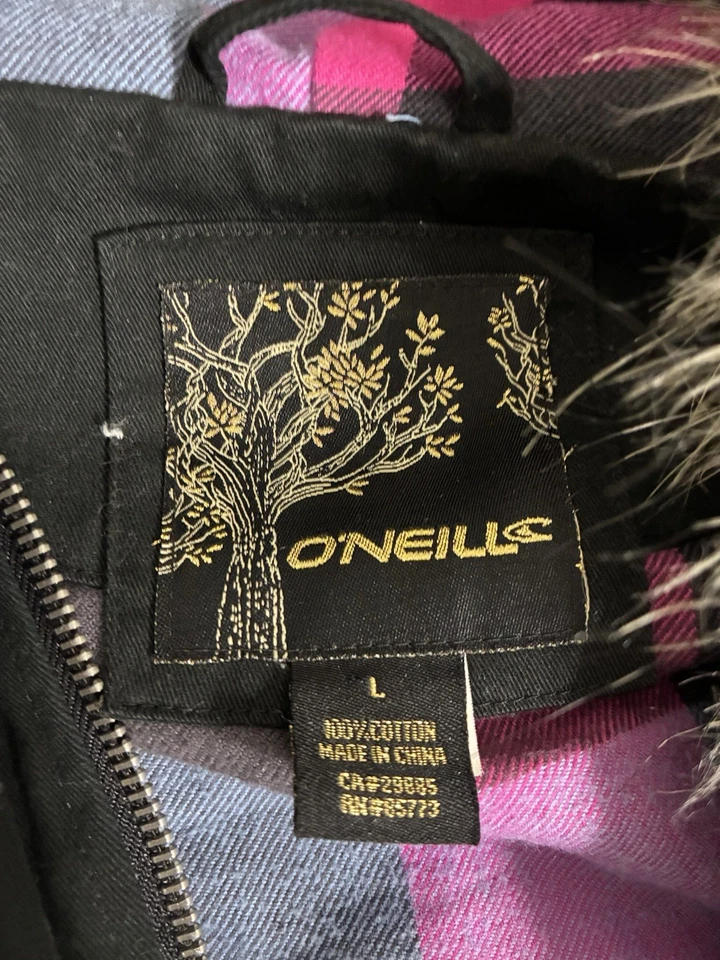 O'NEILL
L
100% COTTON
MADE IN CHINA
CA#29885
RN#85773